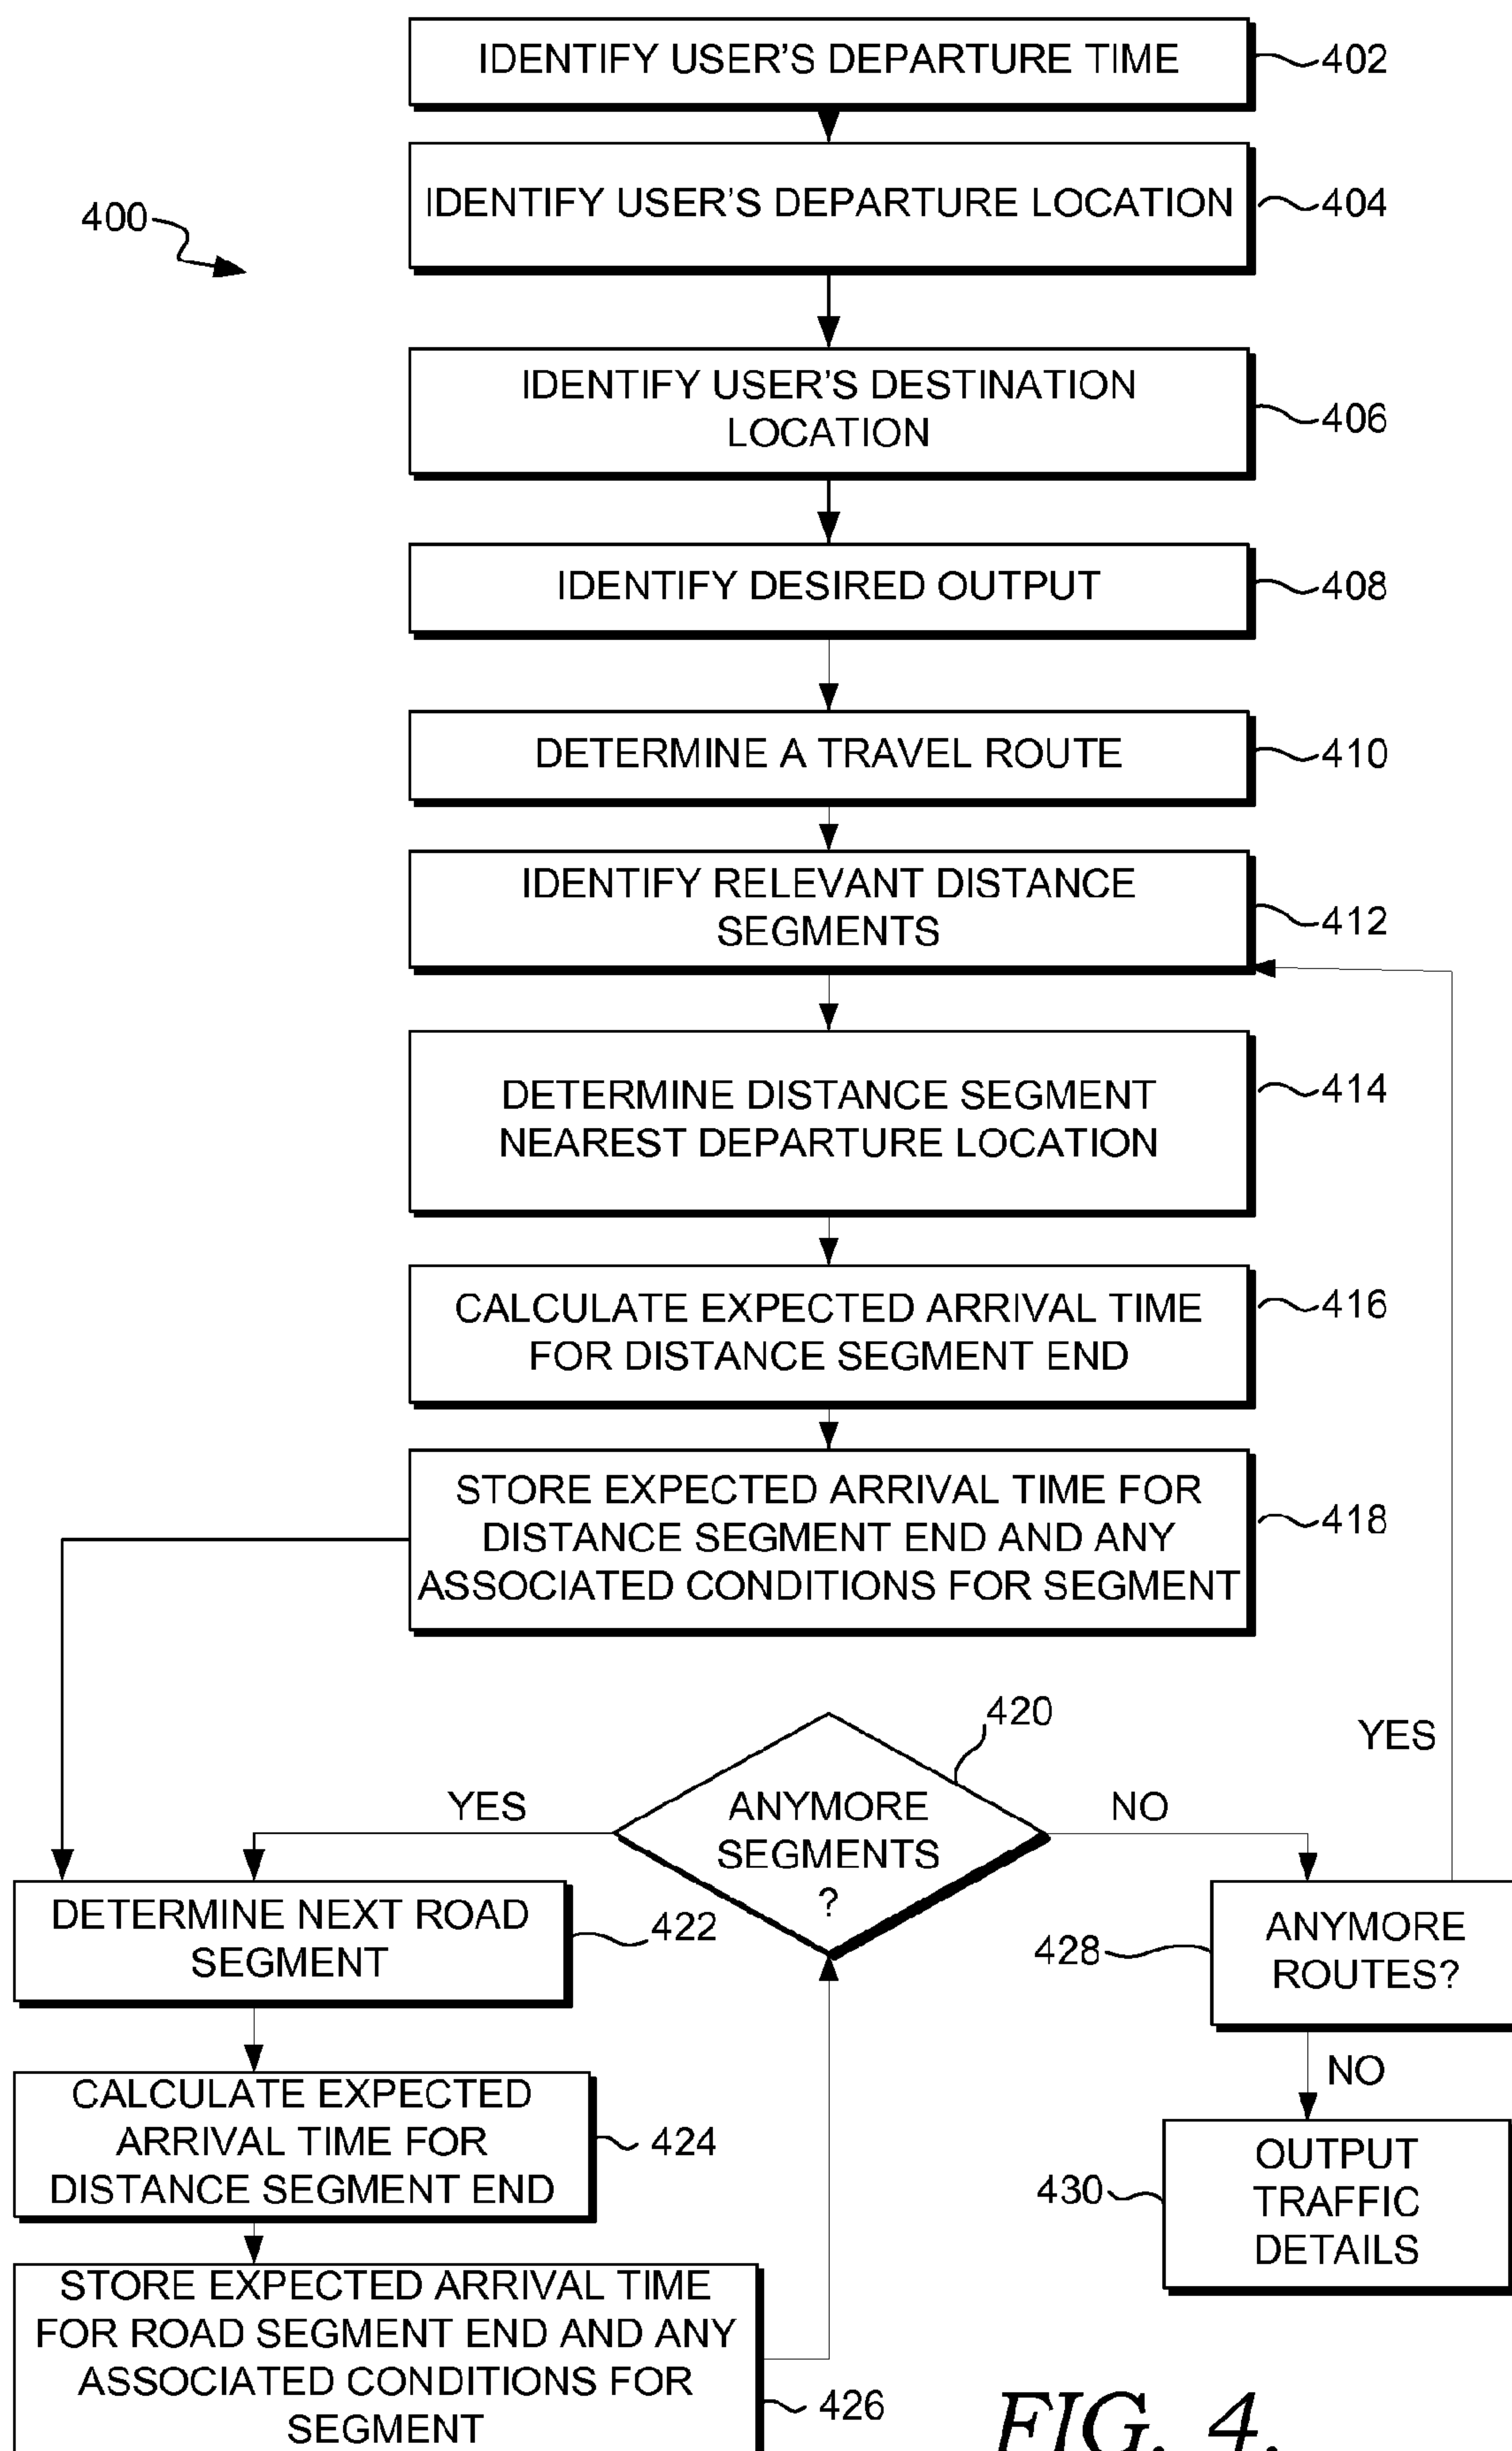 IDENTIFY USER'S DEPARTURE TIME
402
400
IDENTIFY USER'S DEPARTURE LOCATION
404
IDENTIFY USER'S DESTINATION
LOCATION
406
IDENTIFY DESIRED OUTPUT
408
DETERMINE A TRAVEL ROUTE
410
IDENTIFY RELEVANT DISTANCE
SEGMENTS
412
DETERMINE DISTANCE SEGMENT
NEAREST DEPARTURE LOCATION
414
CALCULATE EXPECTED ARRIVAL TIME
FOR DISTANCE SEGMENT END
416
STORE EXPECTED ARRIVAL TIME FOR
DISTANCE SEGMENT END AND ANY
ASSOCIATED CONDITIONS FOR SEGMENT
418
420
ANYMORE
SEGMENTS
?
YES
NO
YES
DETERMINE NEXT ROAD
SEGMENT
422
428
ANYMORE
ROUTES?
NO
CALCULATE EXPECTED
ARRIVAL TIME FOR
DISTANCE SEGMENT END
424
430
OUTPUT
TRAFFIC
DETAILS
STORE EXPECTED ARRIVAL TIME
FOR ROAD SEGMENT END AND ANY
ASSOCIATED CONDITIONS FOR
SEGMENT
426
FIG. 4.